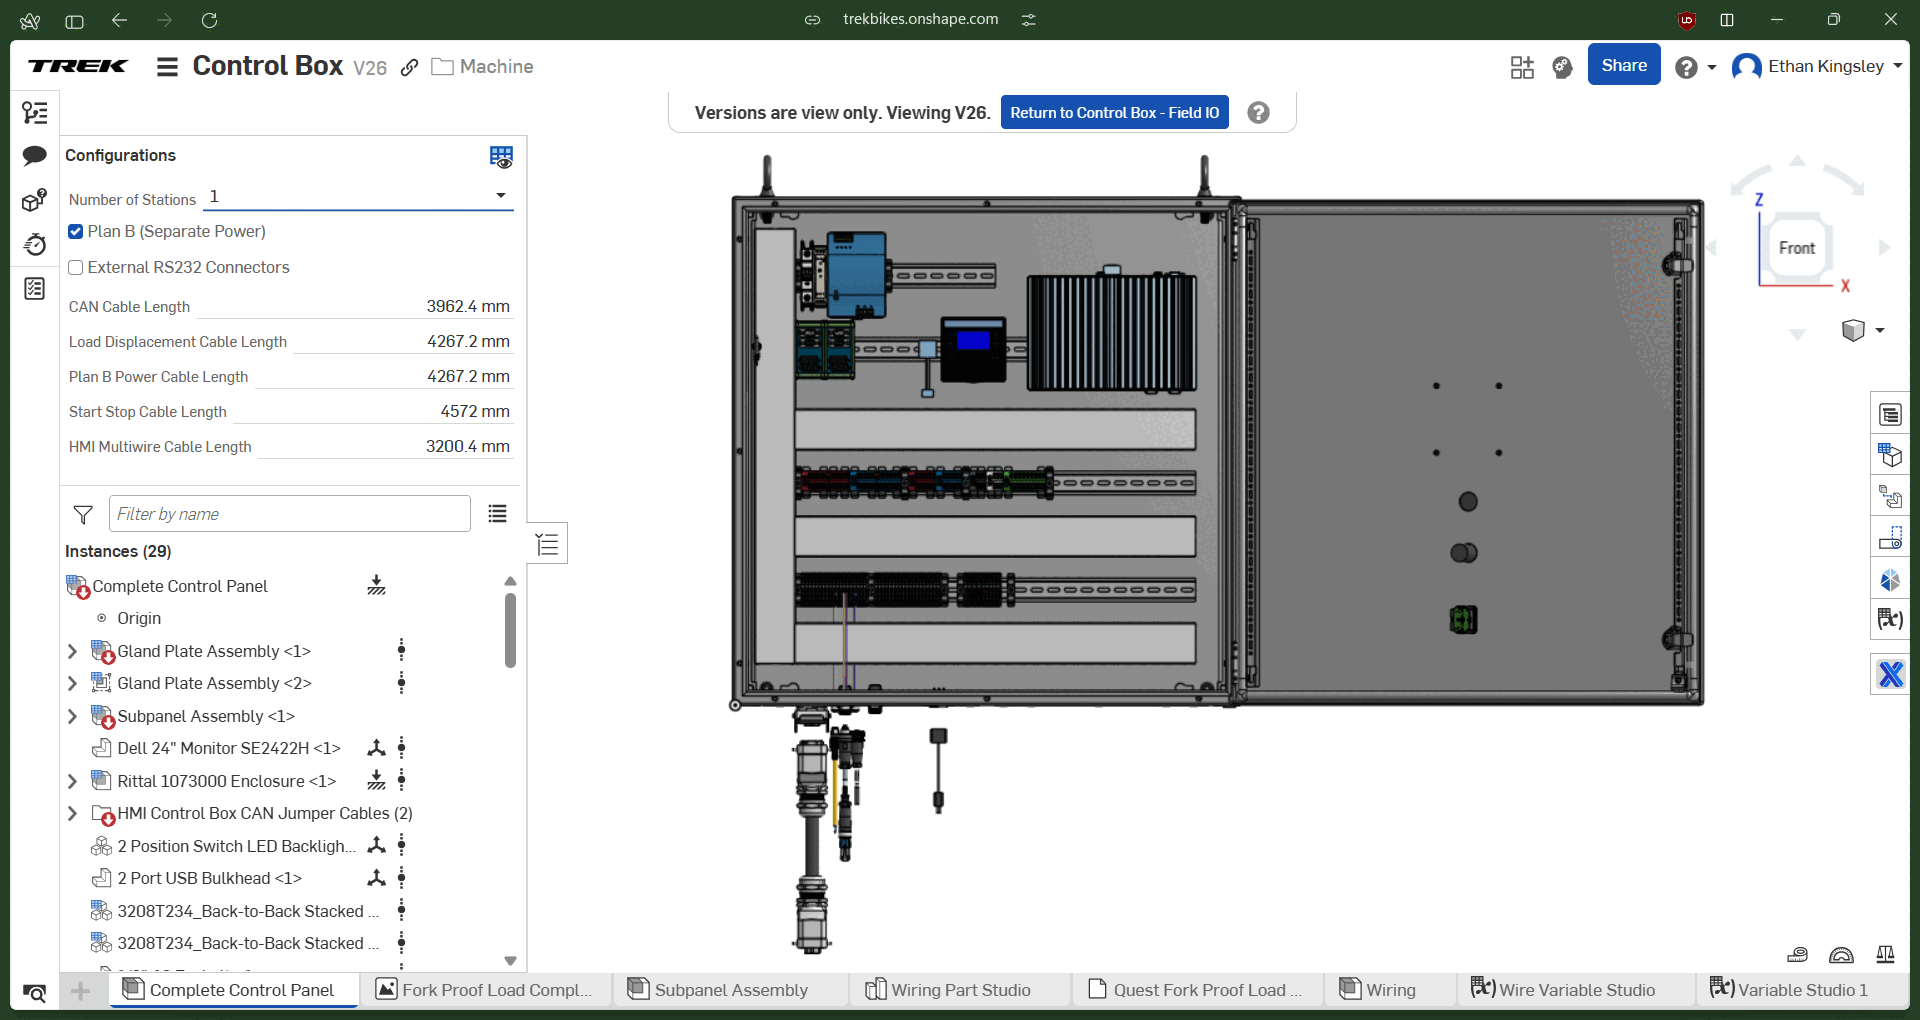 trekbikes.onshape.com
TREK
Control Box V26 Machine
Share
Ethan Kingsley
Versions are view only. Viewing V26. Return to Control Box - Field IO
Configurations
Number of Stations 1
Plan B (Separate Power)
External RS232 Connectors
CAN Cable Length 3962.4 mm
Load Displacement Cable Length 4267.2 mm
Plan B Power Cable Length 4267.2 mm
Start Stop Cable Length 4572 mm
HMI Multiwire Cable Length 3200.4 mm
Filter by name
Instances (29)
Complete Control Panel
Origin
Gland Plate Assembly <1>
Gland Plate Assembly <2>
Subpanel Assembly <1>
Dell 24" Monitor SE2422H <1>
Rittal 1073000 Enclosure <1>
HMI Control Box CAN Jumper Cables (2)
2 Position Switch LED Backligh...
2 Port USB Bulkhead <1>
3208T234_Back-to-Back Stacked ...
3208T234_Back-to-Back Stacked ...
Z
Front
X
Complete Control Panel
Fork Proof Load Compl...
Subpanel Assembly
Wiring Part Studio
Quest Fork Proof Load ...
Wiring
Wire Variable Studio
Variable Studio 1